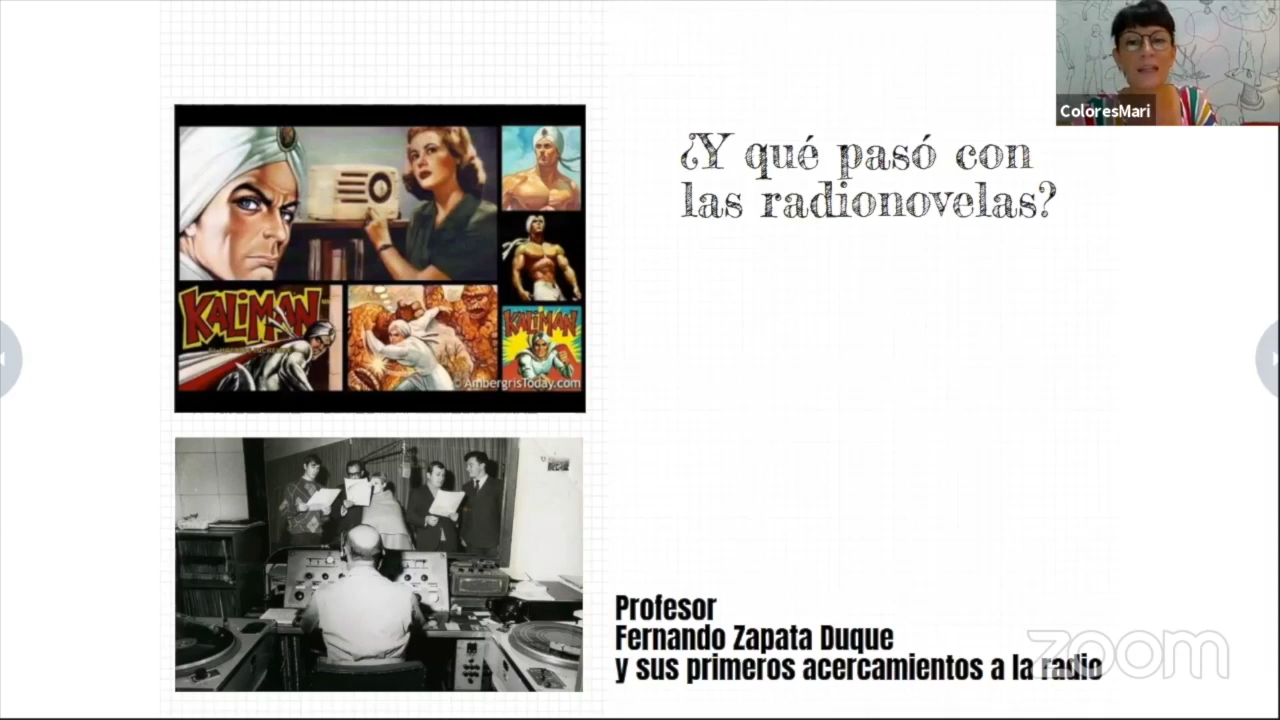 ColoresMari
¿Y qué pasó con
las radionovelas?
KALIMAN
KALIMAN
© AmbergrisToday.com
Profesor
Fernando Zapata Duque
y sus primeros acercamientos a la radio
zoom